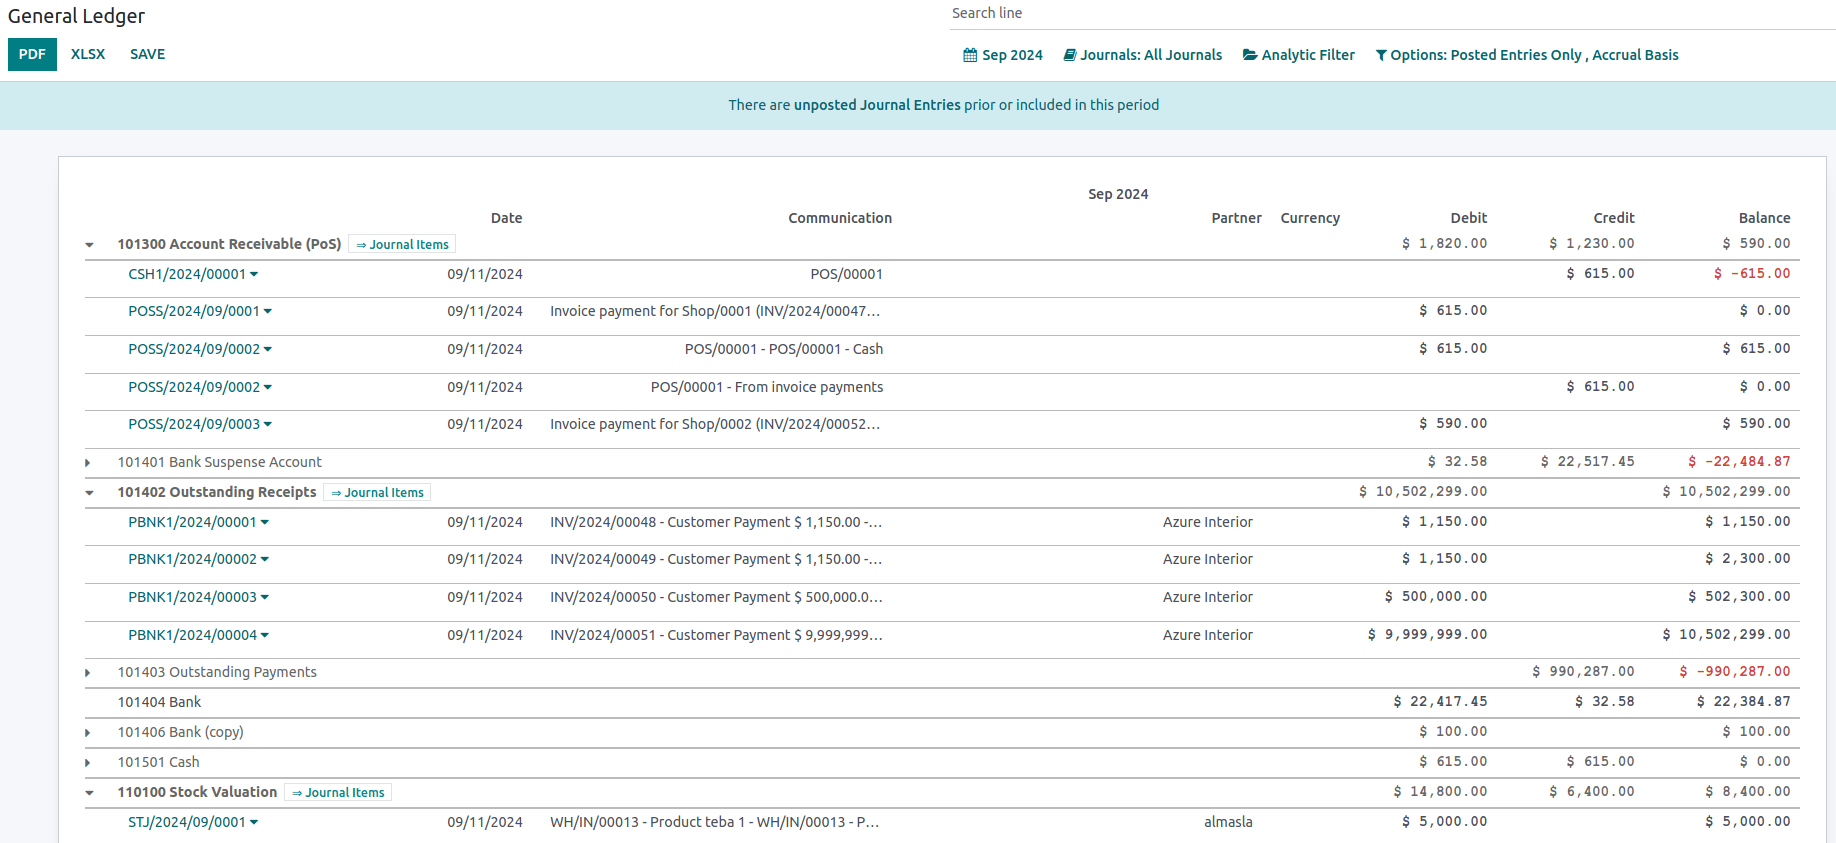 General Ledger
Search line
PDF XLSX SAVE
Sep 2024 Journals: All Journals Analytic Filter Options: Posted Entries Only , Accrual Basis
There are unposted Journal Entries prior or included in this period
Sep 2024
Date Communication Partner Currency Debit Credit Balance
101300 Account Receivable (PoS) ⇒ Journal Items $ 1,820.00 $ 1,230.00 $ 590.00
CSH1/2024/00001 09/11/2024 POS/00001 $ 615.00 $ -615.00
POSS/2024/09/0001 09/11/2024 Invoice payment for Shop/0001 (INV/2024/00047... $ 615.00 $ 0.00
POSS/2024/09/0002 09/11/2024 POS/00001 - POS/00001 - Cash $ 615.00 $ 615.00
POSS/2024/09/0002 09/11/2024 POS/00001 - From invoice payments $ 615.00 $ 0.00
POSS/2024/09/0003 09/11/2024 Invoice payment for Shop/0002 (INV/2024/00052... $ 590.00 $ 590.00
101401 Bank Suspense Account $ 32.58 $ 22,517.45 $ -22,484.87
101402 Outstanding Receipts ⇒ Journal Items $ 10,502,299.00 $ 10,502,299.00
PBNK1/2024/00001 09/11/2024 INV/2024/00048 - Customer Payment $ 1,150.00 -... Azure Interior $ 1,150.00 $ 1,150.00
PBNK1/2024/00002 09/11/2024 INV/2024/00049 - Customer Payment $ 1,150.00 -... Azure Interior $ 1,150.00 $ 2,300.00
PBNK1/2024/00003 09/11/2024 INV/2024/00050 - Customer Payment $ 500,000.0... Azure Interior $ 500,000.00 $ 502,300.00
PBNK1/2024/00004 09/11/2024 INV/2024/00051 - Customer Payment $ 9,999,999... Azure Interior $ 9,999,999.00 $ 10,502,299.00
101403 Outstanding Payments $ 990,287.00 $ -990,287.00
101404 Bank $ 22,417.45 $ 32.58 $ 22,384.87
101406 Bank (copy) $ 100.00 $ 100.00
101501 Cash $ 615.00 $ 615.00 $ 0.00
110100 Stock Valuation ⇒ Journal Items $ 14,800.00 $ 6,400.00 $ 8,400.00
STJ/2024/09/0001 09/11/2024 WH/IN/00013 - Product teba 1 - WH/IN/00013 - P... almasla $ 5,000.00 $ 5,000.00